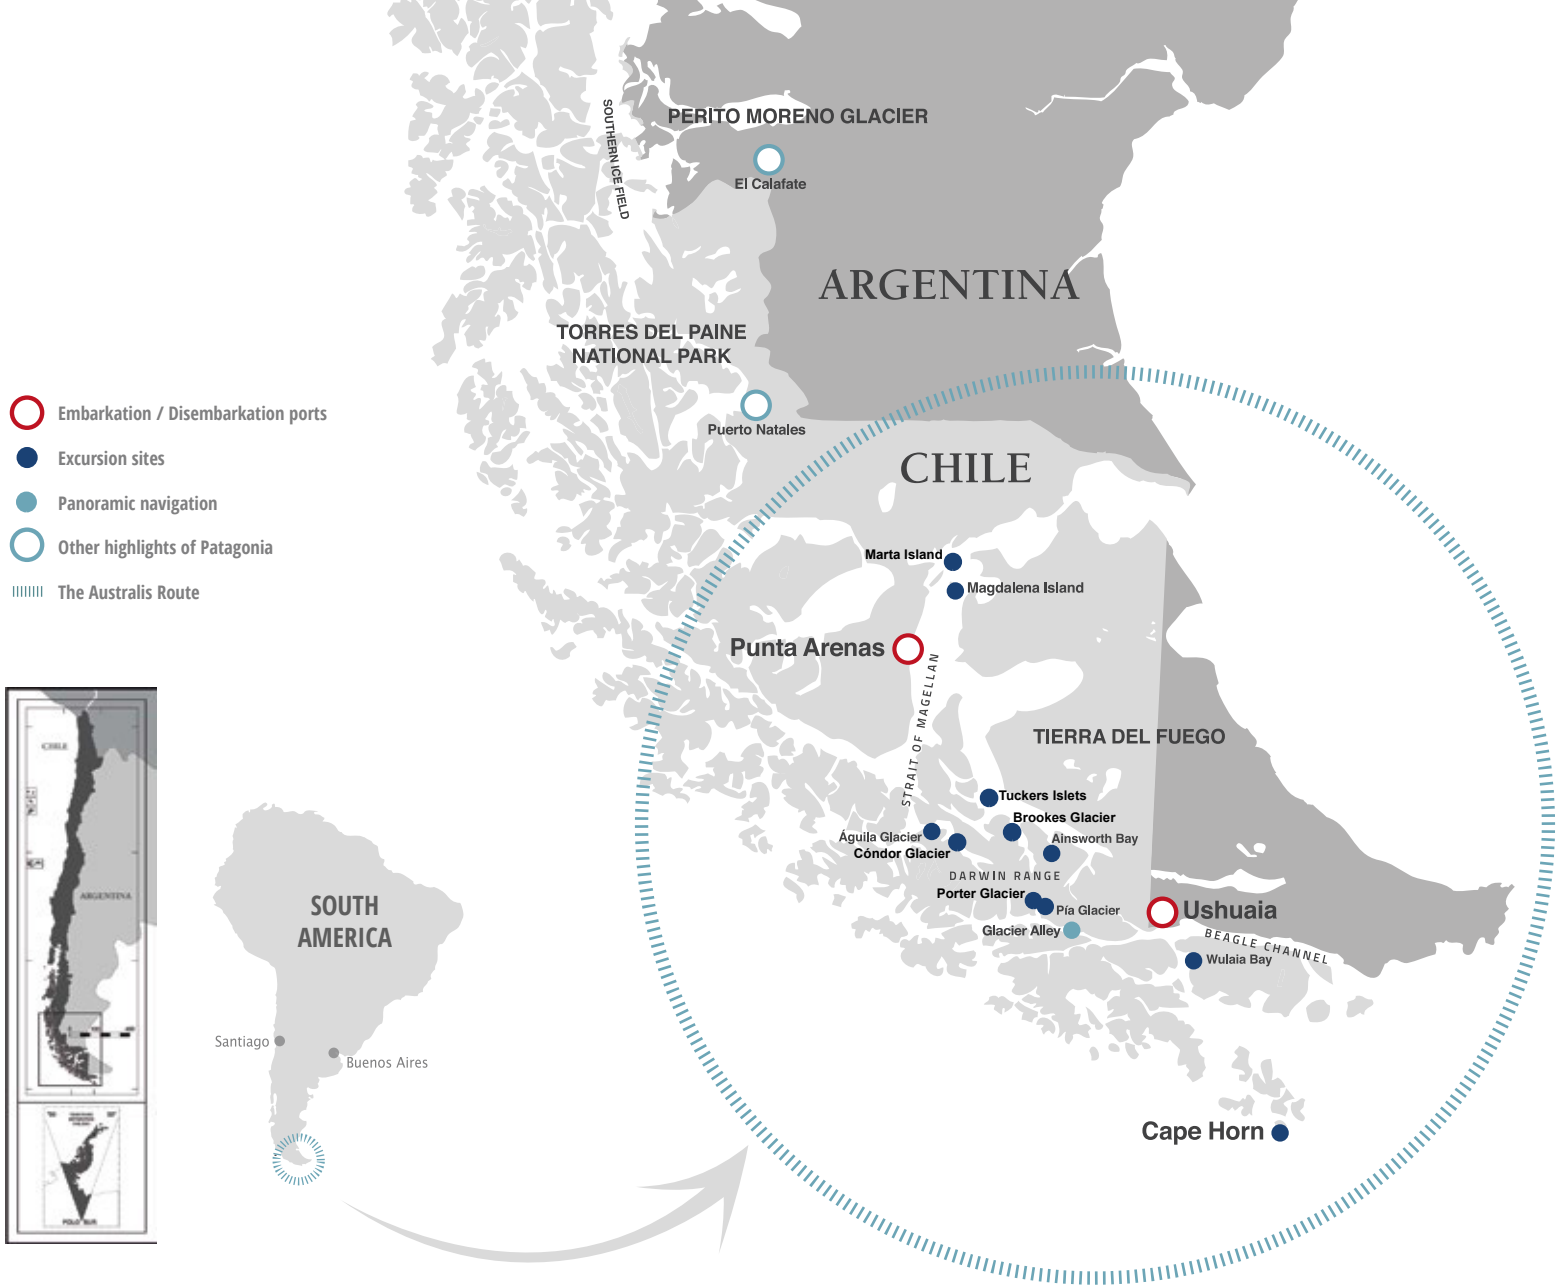 PERITO MORENO GLACIER
El Calafate
SOUTHERN ICE FIELD
ARGENTINA
TORRES DEL PAINE
NATIONAL PARK
Puerto Natales
CHILE
Embarkation / Disembarkation ports
Excursion sites
Panoramic navigation
Other highlights of Patagonia
The Australis Route
Marta Island
Magdalena Island
Punta Arenas
STRAIT OF MAGELLAN
TIERRA DEL FUEGO
Tuckers Islets
Brookes Glacier
Águila Glacier
Ainsworth Bay
Cóndor Glacier
DARWIN RANGE
Porter Glacier
Pía Glacier
Glacier Alley
Ushuaia
BEAGLE CHANNEL
Wulaia Bay
Cape Horn
CHILE
ARGENTINA
POLO SUR
SOUTH
AMERICA
Santiago
Buenos Aires